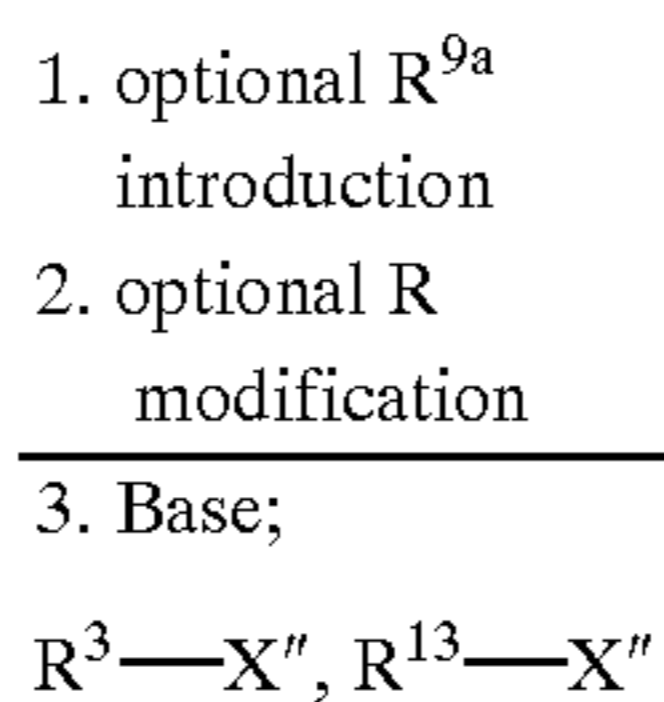 1. optional R⁹ᵃ
introduction
2. optional R
modification
3. Base;
R³—X″, R¹³—X″